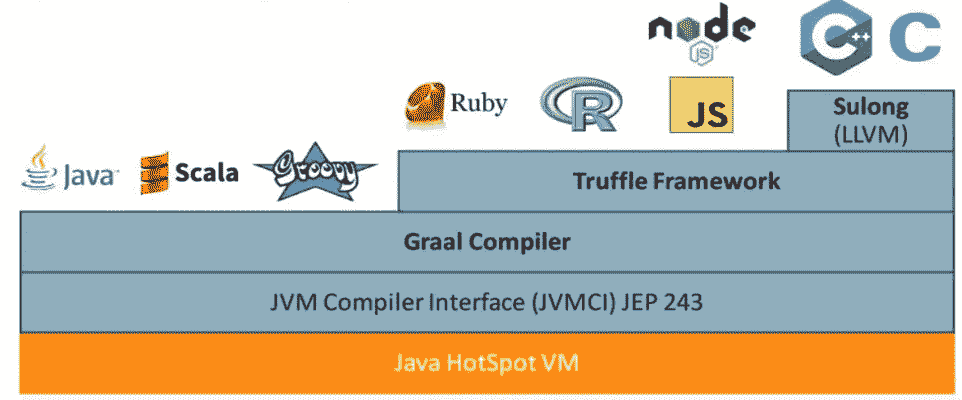 node
JS
C++
C
Ruby
R
JS
Sulong
(LLVM)
Java
Scala
Groovy
Truffle Framework
Graal Compiler
JVM Compiler Interface (JVMCI) JEP 243
Java HotSpot VM